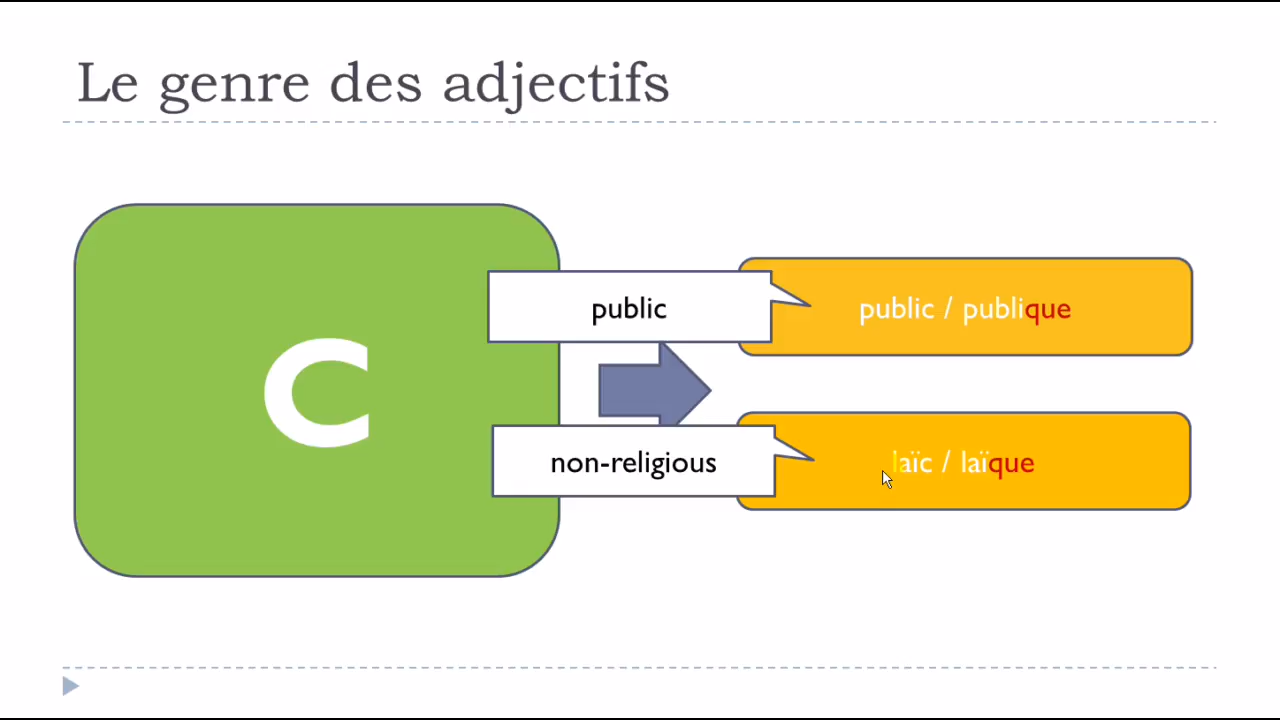 Le genre des adjectifs
C
public
public / publique
non-religious
laïc / laïque